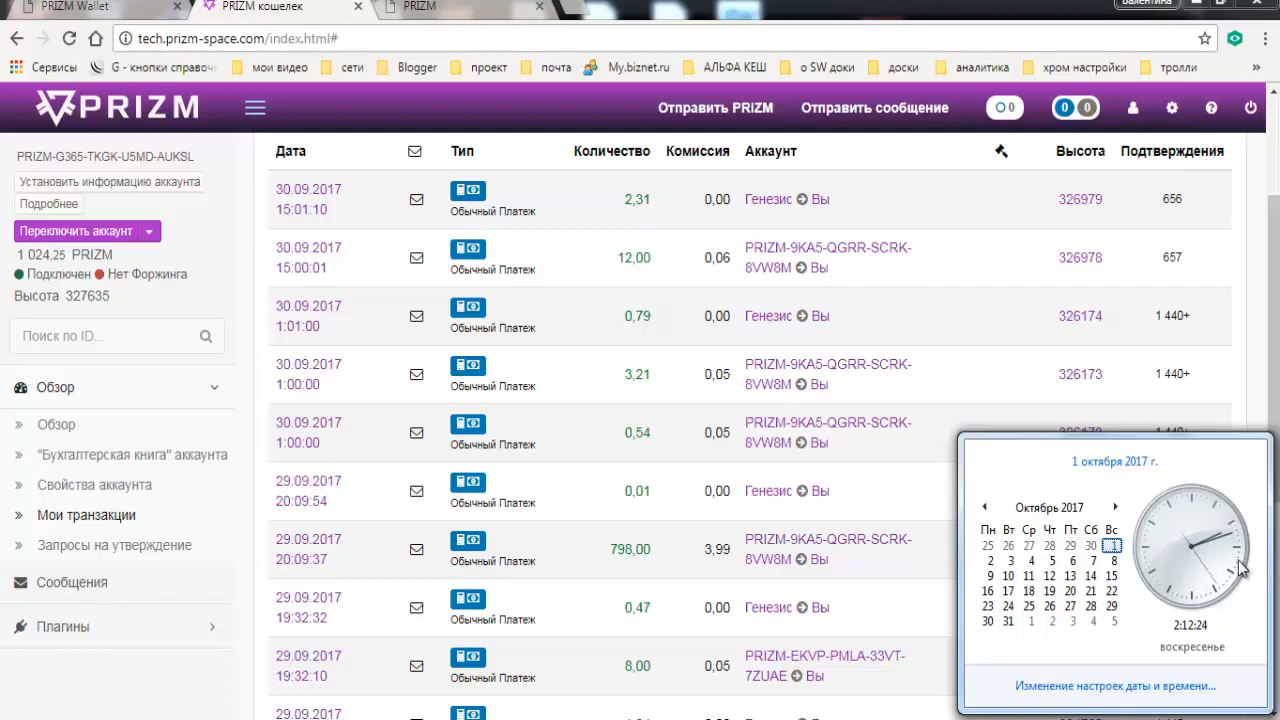 PRIZM Wallet
PRIZM кошелек
PRIZM
Валентина
tech.prizm-space.com/index.html#
Сервисы
G - кнопки справоч
мои видео
сети
Blogger
проект
почта
My.biznet.ru
АЛЬФА КЕШ
о SW доки
доски
аналитика
хром настройки
тролли
»
PRIZM
Отправить PRIZM
Отправить сообщение
0
0 0
PRIZM-G365-TKGK-U5MD-AUKSL
Установить информацию аккаунта
Подробнее
Переключить аккаунт
1 024,25 PRIZM
Подключен Нет Форжинга
Высота 327635
Поиск по ID...
Обзор
» Обзор
» "Бухгалтерская книга" аккаунта
» Свойства аккаунта
» Мои транзакции
» Запросы на утверждение
Сообщения
Плагины
Дата Тип Количество Комиссия Аккаунт Высота Подтверждения
30.09.2017 15:01:10 Обычный Платеж 2,31 0,00 Генезис Вы 326979 656
30.09.2017 15:00:01 Обычный Платеж 12,00 0,06 PRIZM-9KA5-QGRR-SCRK-8VW8M Вы 326978 657
30.09.2017 1:01:00 Обычный Платеж 0,79 0,00 Генезис Вы 326174 1 440+
30.09.2017 1:00:00 Обычный Платеж 3,21 0,05 PRIZM-9KA5-QGRR-SCRK-8VW8M Вы 326173 1 440+
30.09.2017 1:00:00 Обычный Платеж 0,54 0,05 PRIZM-9KA5-QGRR-SCRK-8VW8M Вы
29.09.2017 20:09:54 Обычный Платеж 0,01 0,00 Генезис Вы
29.09.2017 20:09:37 Обычный Платеж 798,00 3,99 PRIZM-9KA5-QGRR-SCRK-8VW8M Вы
29.09.2017 19:32:32 Обычный Платеж 0,47 0,00 Генезис Вы
29.09.2017 19:32:10 Обычный Платеж 8,00 0,05 PRIZM-EKVP-PMLA-33VT-7ZUAE Вы
29.09.2017
1 октября 2017 г.
Октябрь 2017
Пн Вт Ср Чт Пт Сб Вс
25 26 27 28 29 30 1
2 3 4 5 6 7 8
9 10 11 12 13 14 15
16 17 18 19 20 21 22
23 24 25 26 27 28 29
30 31 1 2 3 4 5
2:12:24
воскресенье
Изменение настроек даты и времени...